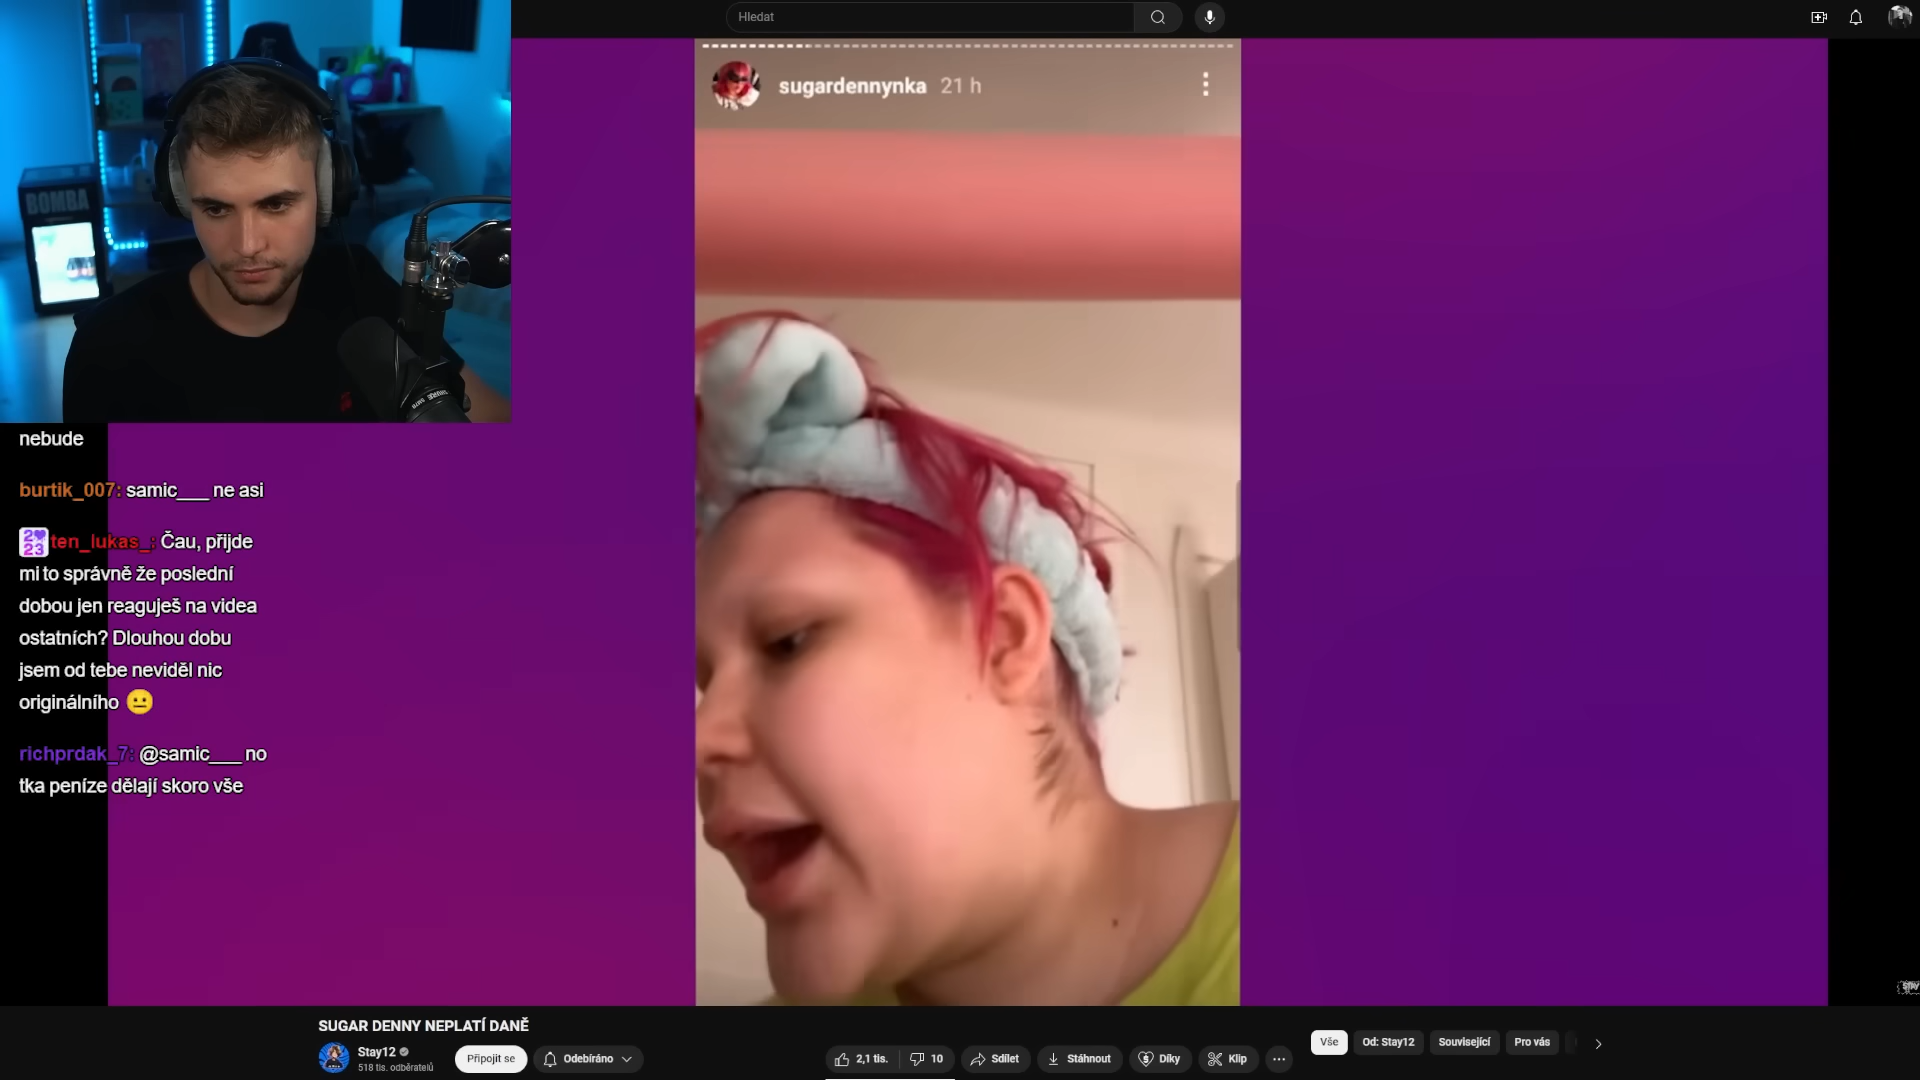 Hledat
sugardennynka 21 h
BOMBA
nebude
burtik_007: samic___ ne asi
ten_lukas_: Čau, přijde
mi to správně že poslední
dobou jen reaguješ na videa
ostatních? Dlouhou dobu
jsem od tebe neviděl nic
originálního 😐
richprdak_7: @samic___ no
tka peníze dělají skoro vše
SUGAR DENNY NEPLATÍ DANĚ
Stay12
518 tis. odběratelů
Připojit se
Odebíráno
2,1 tis.
10
Sdílet
Stáhnout
Díky
Klip
Vše
Od: Stay12
Související
Pro vás